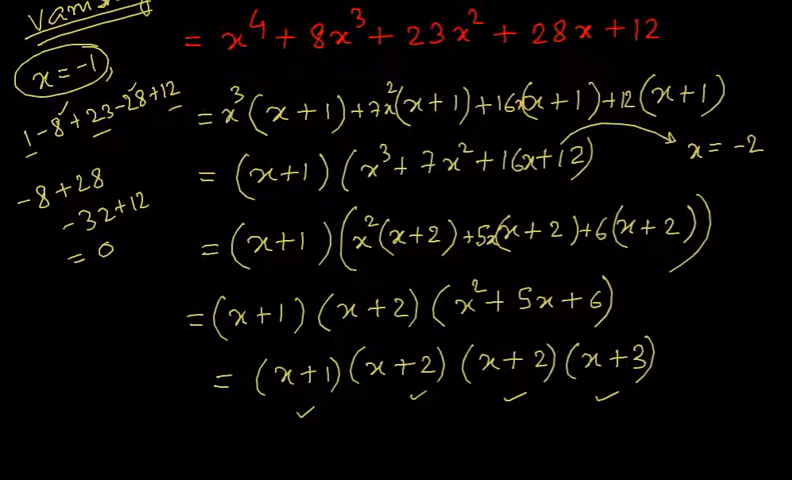 = x⁴ + 8x³ + 23x² + 28x + 12
x = -1,
1 - 8 + 23 - 28 + 12
= x³(x+1) + 7x²(x+1) + 16x(x+1) + 12(x+1)
= (x+1)(x³ + 7x² + 16x + 12) → x = -2
-8 + 28
-32 + 12
= 0
= (x+1)(x²(x+2) + 5x(x+2) + 6(x+2))
= (x+1)(x+2)(x² + 5x + 6)
= (x+1)(x+2)(x+2)(x+3)